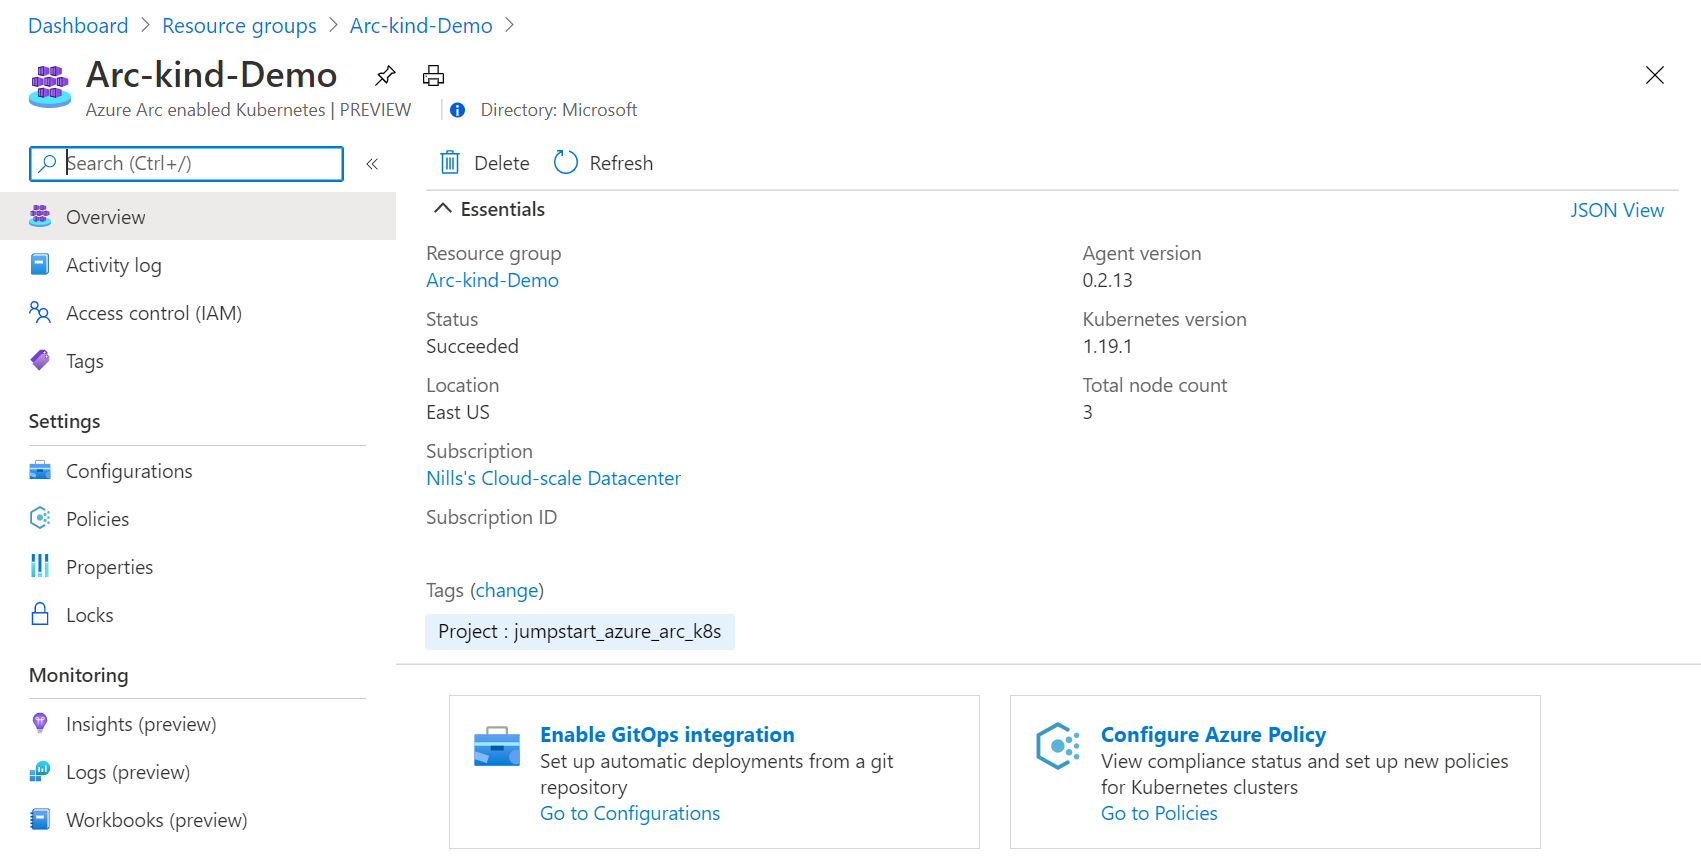 Dashboard > Resource groups > Arc-kind-Demo >
Arc-kind-Demo
Azure Arc enabled Kubernetes | PREVIEW
Directory: Microsoft
Search (Ctrl+/)
«
Overview
Activity log
Access control (IAM)
Tags
Settings
Configurations
Policies
Properties
Locks
Monitoring
Insights (preview)
Logs (preview)
Workbooks (preview)
Delete
Refresh
Essentials
JSON View
Resource group
Arc-kind-Demo
Status
Succeeded
Location
East US
Subscription
Nills's Cloud-scale Datacenter
Subscription ID
Agent version
0.2.13
Kubernetes version
1.19.1
Total node count
3
Tags (change)
Project : jumpstart_azure_arc_k8s
Enable GitOps integration
Set up automatic deployments from a git
repository
Go to Configurations
Configure Azure Policy
View compliance status and set up new policies
for Kubernetes clusters
Go to Policies